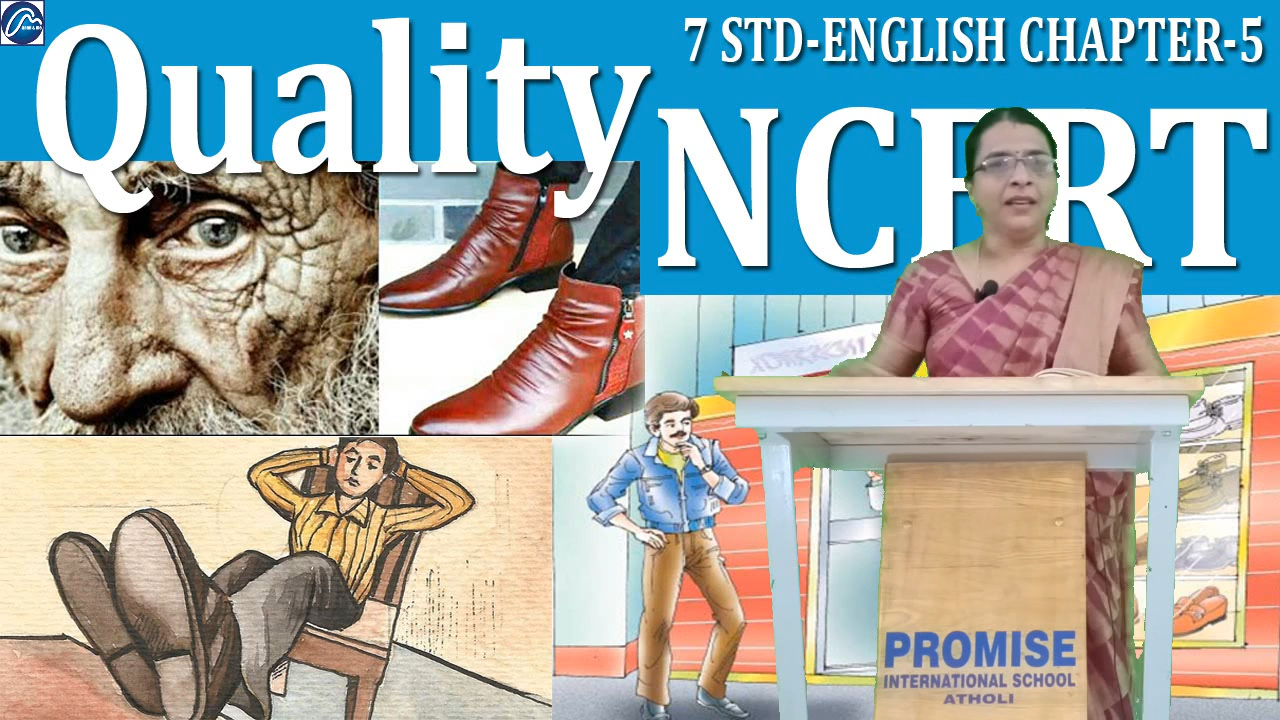 Quality
7 STD-ENGLISH CHAPTER-5
NCERT
PROMISE
INTERNATIONAL SCHOOL
ATHOLI